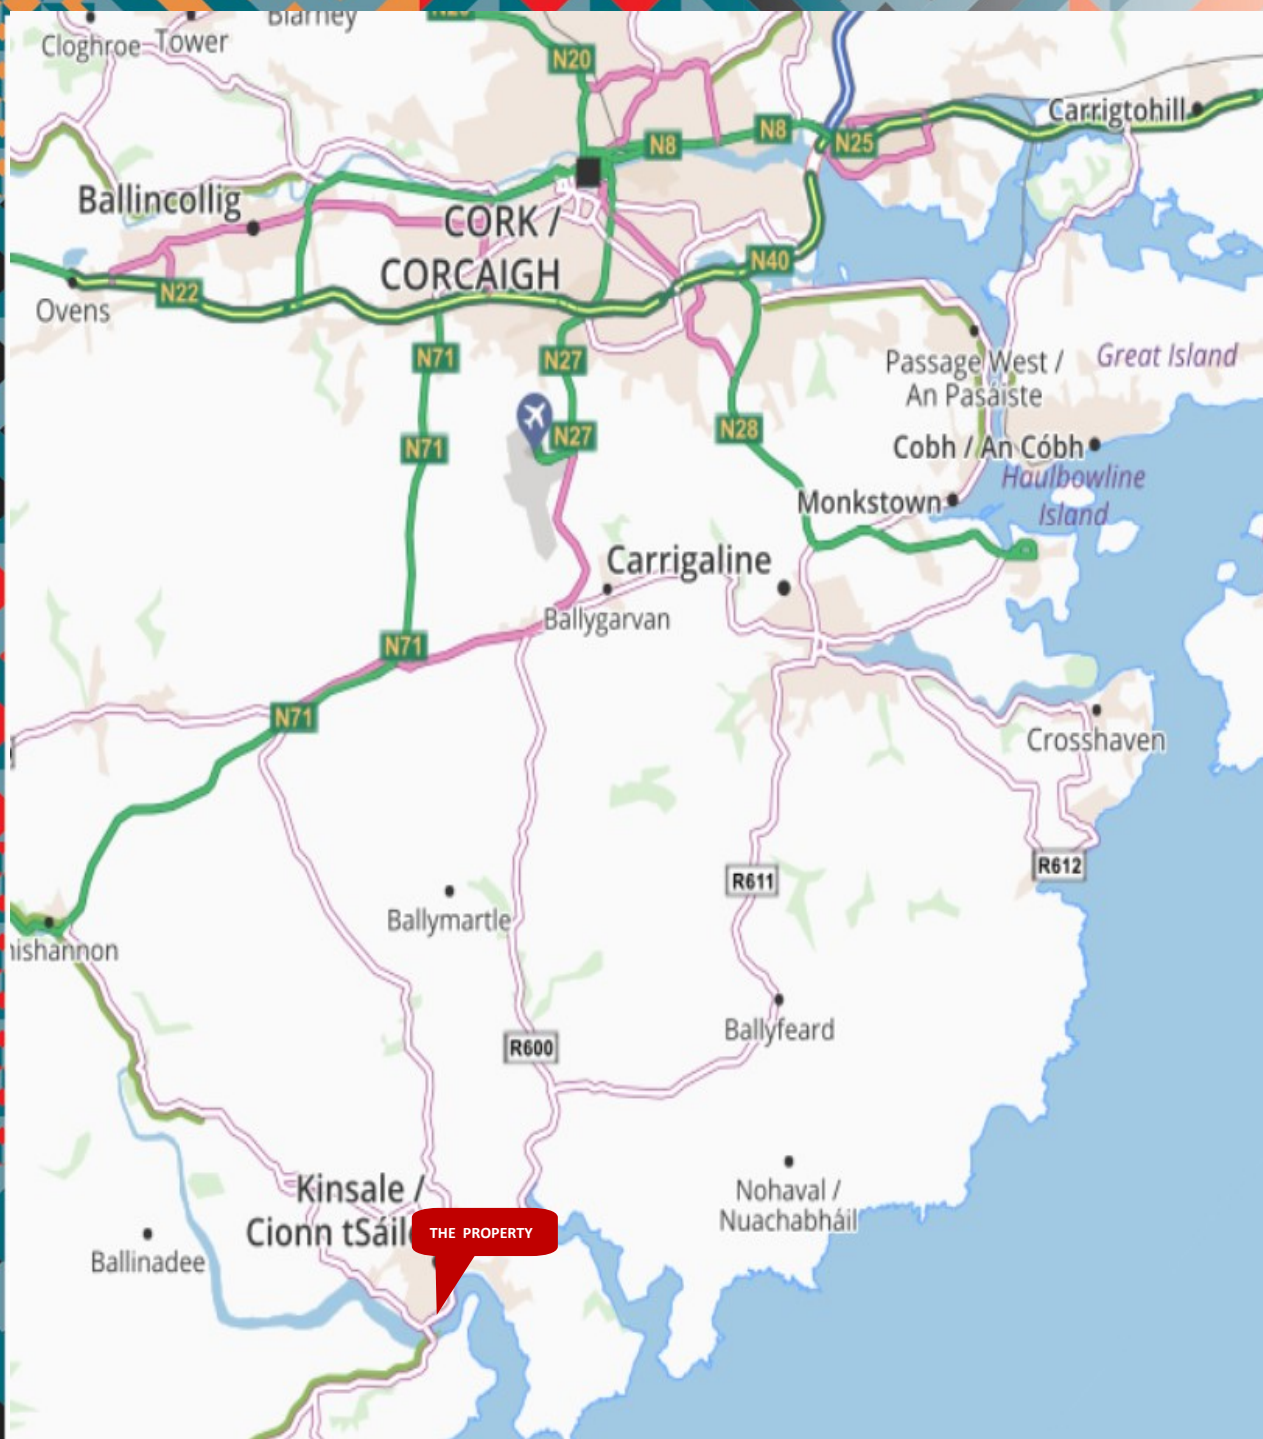 Blarney
Cloghroe
Tower
N20
N20
Carrigtohill
N8
N8
N25
Ballincollig
CORK /
CORCAIGH
N40
N22
Ovens
N71
N27
Passage West /
An Pasáiste
Great Island
N71
N27
N28
Cobh / An Cóbh
Haulbowline
Island
Monkstown
Carrigaline
Ballygarvan
N71
N71
Crosshaven
R611
R612
Ballymartle
nishannon
R600
Ballyfeard
Kinsale /
Cionn tSáil
THE PROPERTY
Nohaval /
Nuachabháil
Ballinadee